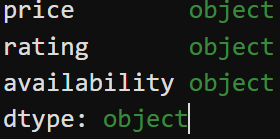 price        object
rating       object
availability object
dtype: object